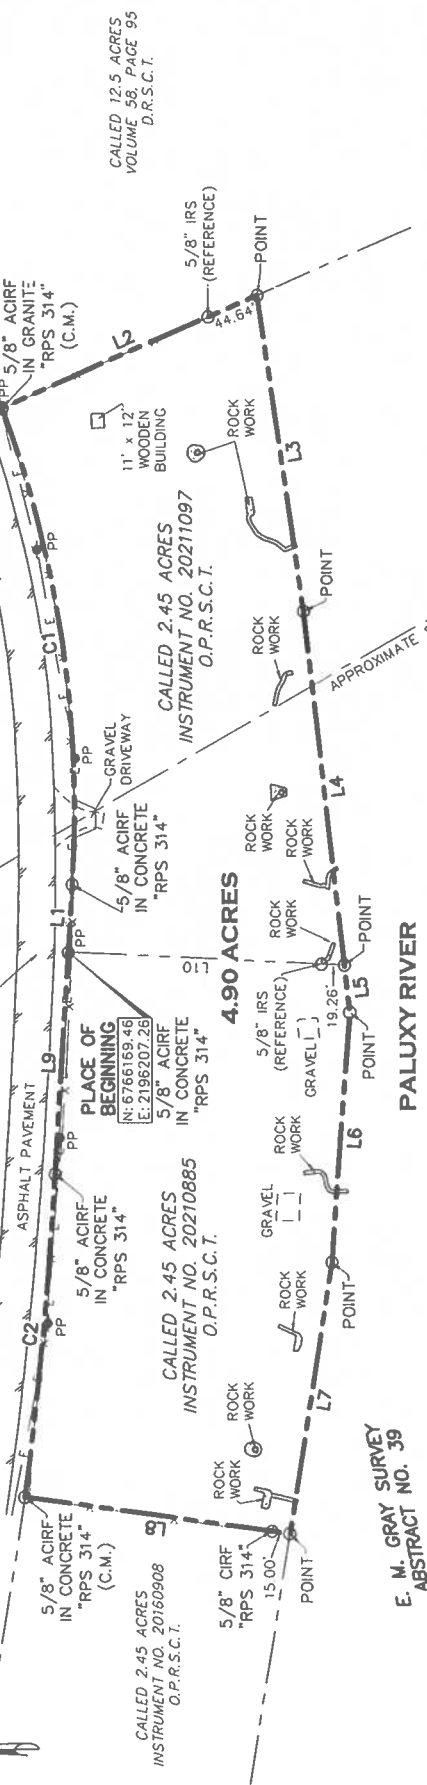 CALLED 12.5 ACRES
VOLUME 58, PAGE 95
D.R.S.C.T.
PP
5/8" ACIRF
IN GRANITE
"RPS 314"
(C.M.)
L2
5/8" IRS
(REFERENCE)
44.64'
POINT
11' x 12'
WOODEN
BUILDING
ROCK
WORK
L3
PP
C1
CALLED 2.45 ACRES
INSTRUMENT NO. 20211097
O.P.R.S.C.T.
POINT
ROCK
WORK
APPROXIMATE
PP
GRAVEL
DRIVEWAY
5/8" ACIRF
IN CONCRETE
"RPS 314"
ROCK
WORK
ROCK
WORK
L4
L1
PP
4.90 ACRES
ROCK
WORK
5/8" IRS
(REFERENCE)
19.26'
POINT
L5
POINT
GRAVEL
PALUXY RIVER
PLACE OF
BEGINNING
N: 6766169.46
E: 2196207.26
5/8" ACIRF
IN CONCRETE
"RPS 314"
L9
ASPHALT PAVEMENT
PP
5/8" ACIRF
IN CONCRETE
"RPS 314"
CALLED 2.45 ACRES
INSTRUMENT NO. 20210885
O.P.R.S.C.T.
GRAVEL
ROCK
WORK
L6
POINT
ROCK
WORK
C2
PP
L7
ROCK
WORK
ROCK
WORK
5/8" ACIRF
IN CONCRETE
"RPS 314"
(C.M.)
L8
5/8" CIRF
"RPS 314"
15.00'
POINT
CALLED 2.45 ACRES
INSTRUMENT NO. 20160908
O.P.R.S.C.T.
E. M. GRAY SURVEY
ABSTRACT NO. 39